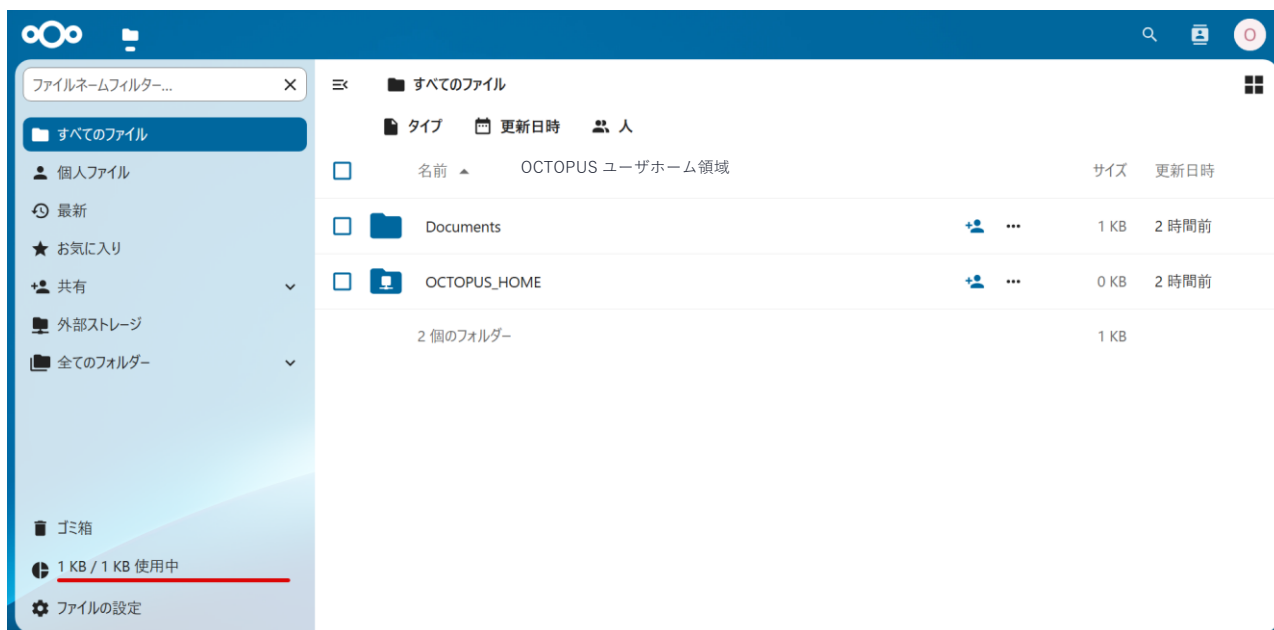 O
ファイルネームフィルター...
すべてのファイル
個人ファイル
最新
お気に入り
共有
外部ストレージ
全てのフォルダー
ゴミ箱
1 KB / 1 KB 使用中
ファイルの設定
すべてのファイル
タイプ 更新日時 人
名前 OCTOPUS ユーザホーム領域 サイズ 更新日時
Documents 1 KB 2 時間前
OCTOPUS_HOME 0 KB 2 時間前
2 個のフォルダー 1 KB